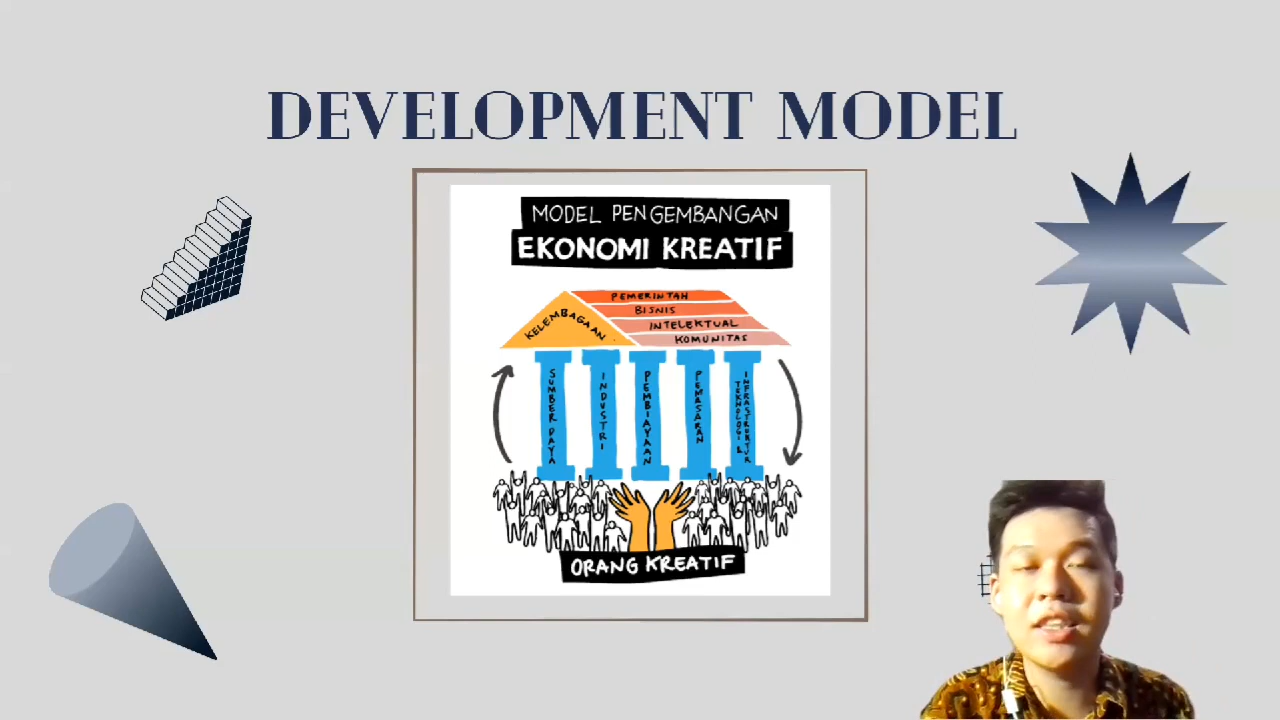 DEVELOPMENT MODEL
MODEL PENGEMBANGAN
EKONOMI KREATIF
KELEMBAGAAN
PEMERINTAH
BISNIS
INTELEKTUAL
KOMUNITAS
SUMBER DAYA
INDUSTRI
PEMBIAYAAN
PEMASARAN
INFRASTRUKTUR
TEKNOLOGI &
ORANG KREATIF